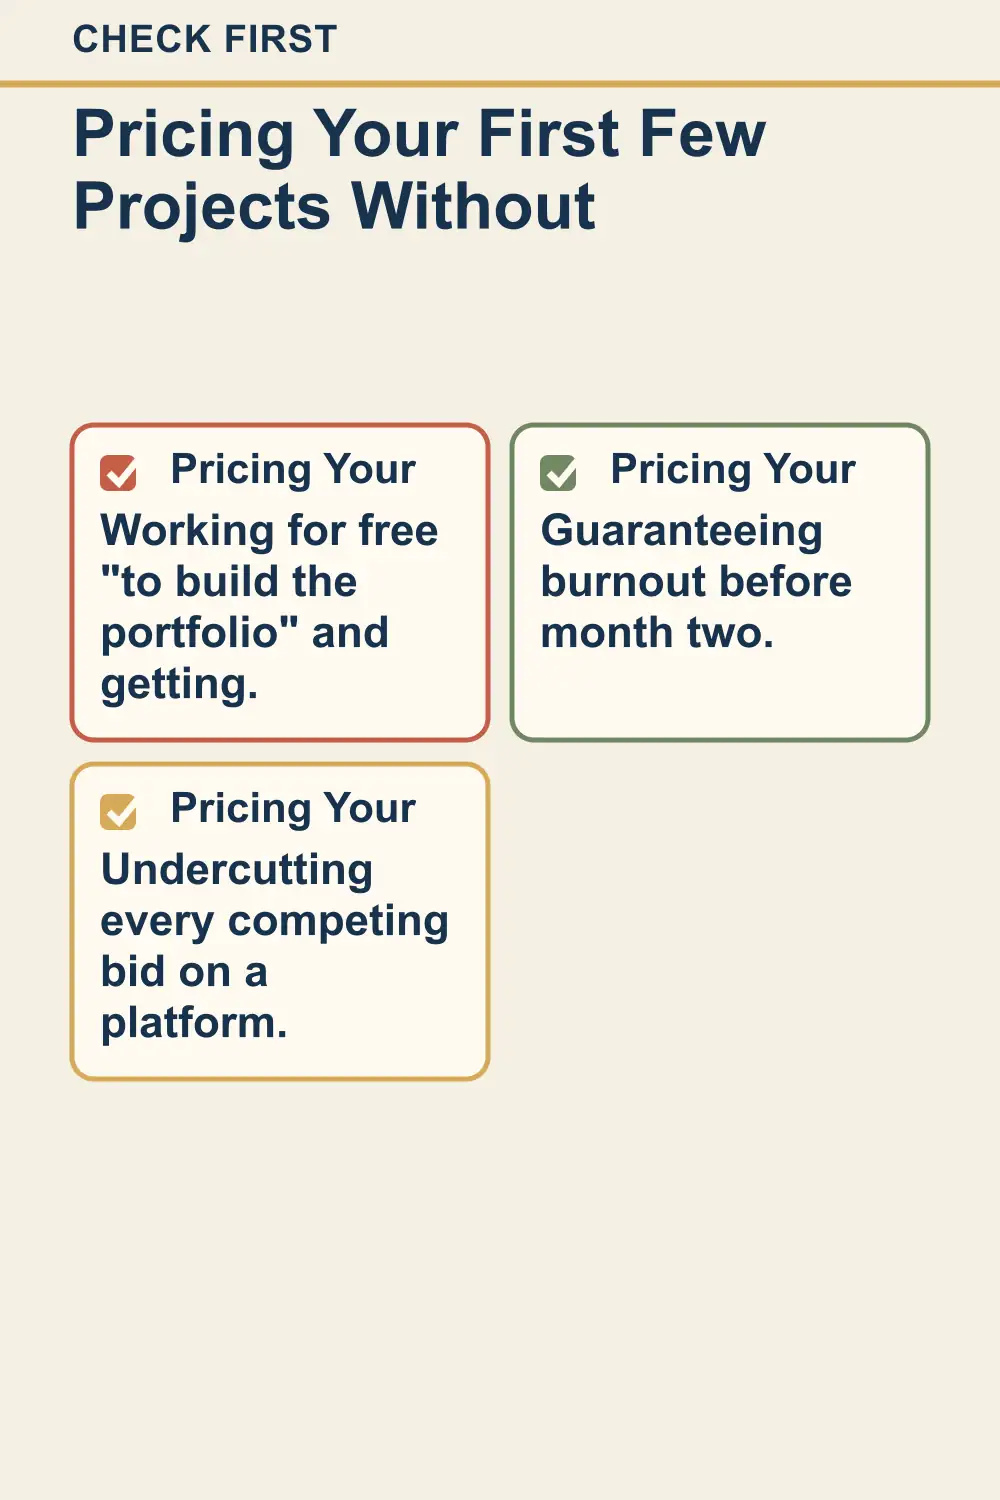 CHECK FIRST
Pricing Your First Few
Projects Without
Pricing Your
Working for free
"to build the
portfolio" and
getting.
Pricing Your
Guaranteeing
burnout before
month two.
Pricing Your
Undercutting
every competing
bid on a
platform.